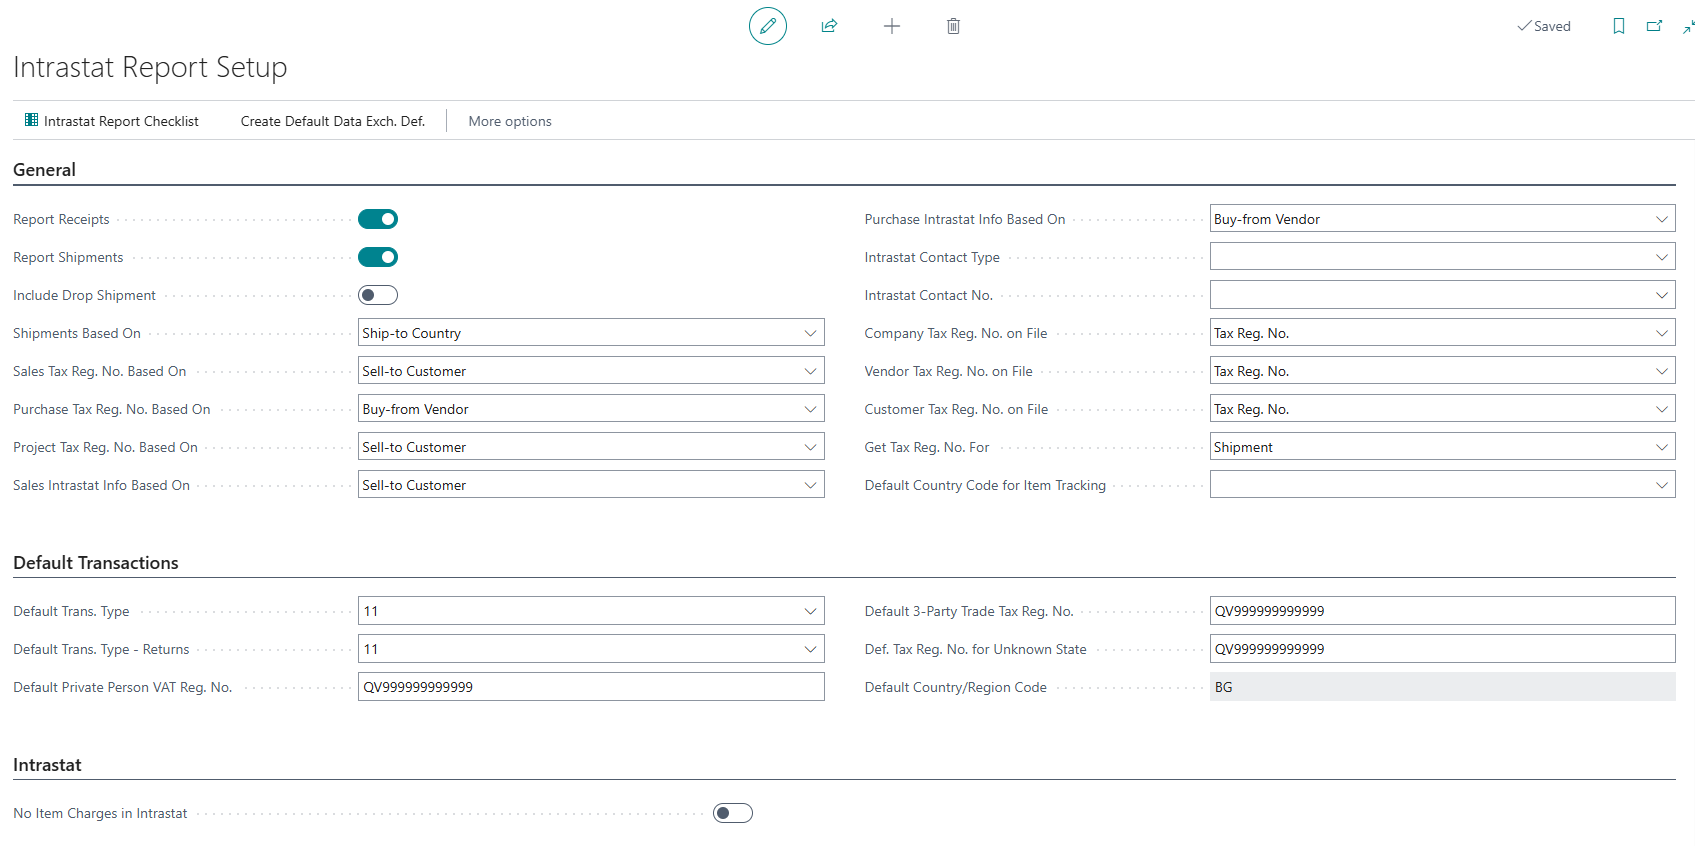 Saved
Intrastat Report Setup
Intrastat Report Checklist
Create Default Data Exch. Def.
More options
General
Report Receipts
Report Shipments
Include Drop Shipment
Shipments Based On Ship-to Country
Sales Tax Reg. No. Based On Sell-to Customer
Purchase Tax Reg. No. Based On Buy-from Vendor
Project Tax Reg. No. Based On Sell-to Customer
Sales Intrastat Info Based On Sell-to Customer
Purchase Intrastat Info Based On Buy-from Vendor
Intrastat Contact Type
Intrastat Contact No.
Company Tax Reg. No. on File Tax Reg. No.
Vendor Tax Reg. No. on File Tax Reg. No.
Customer Tax Reg. No. on File Tax Reg. No.
Get Tax Reg. No. For Shipment
Default Country Code for Item Tracking
Default Transactions
Default Trans. Type 11
Default Trans. Type - Returns 11
Default Private Person VAT Reg. No. QV999999999999
Default 3-Party Trade Tax Reg. No. QV999999999999
Def. Tax Reg. No. for Unknown State QV999999999999
Default Country/Region Code BG
Intrastat
No Item Charges in Intrastat